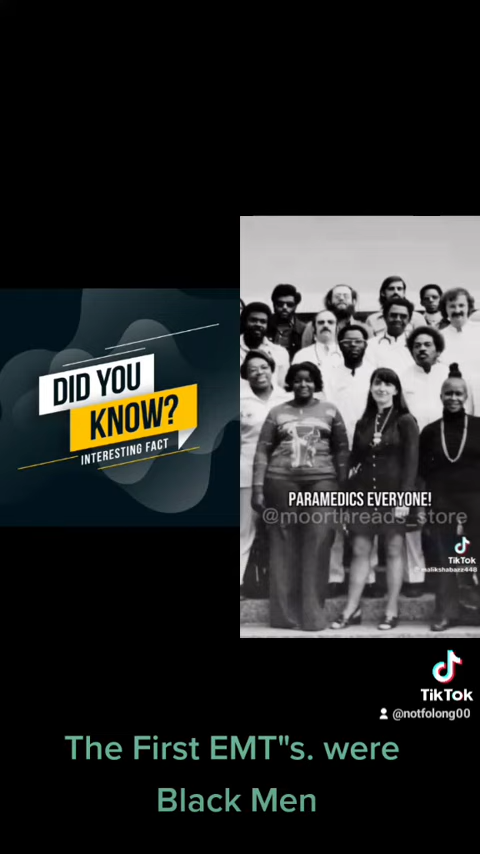 DID YOU
KNOW?
INTERESTING FACT
PARAMEDICS EVERYONE!
@moorthreads_store
TikTok
TikTok
@notfolong00
The First EMT"s. were
Black Men